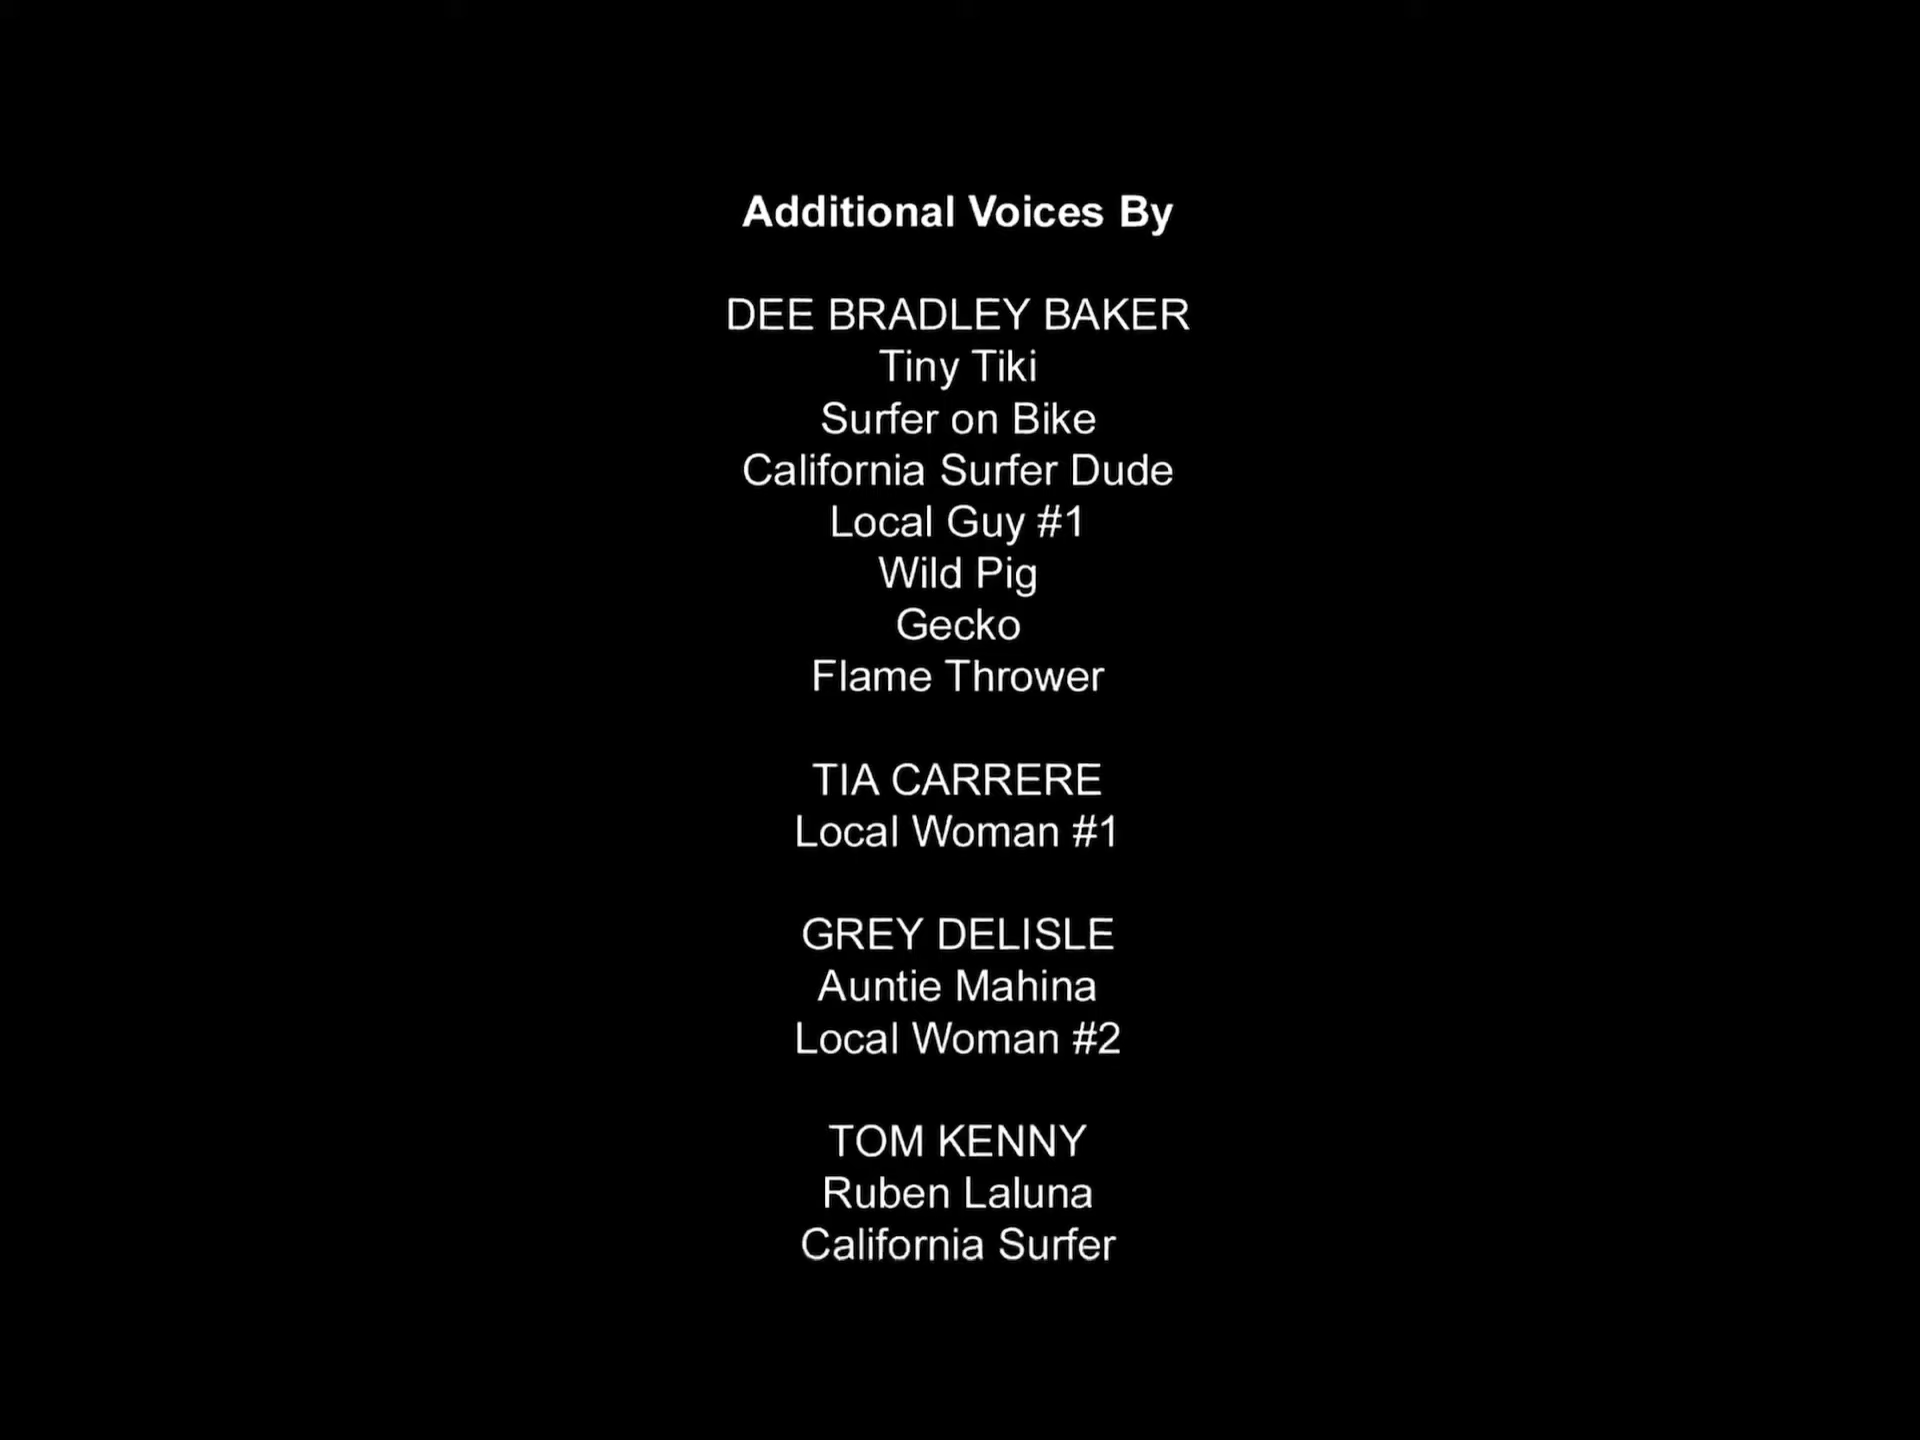 Additional Voices By
DEE BRADLEY BAKER
Tiny Tiki
Surfer on Bike
California Surfer Dude
Local Guy #1
Wild Pig
Gecko
Flame Thrower
TIA CARRERE
Local Woman #1
GREY DELISLE
Auntie Mahina
Local Woman #2
TOM KENNY
Ruben Laluna
California Surfer